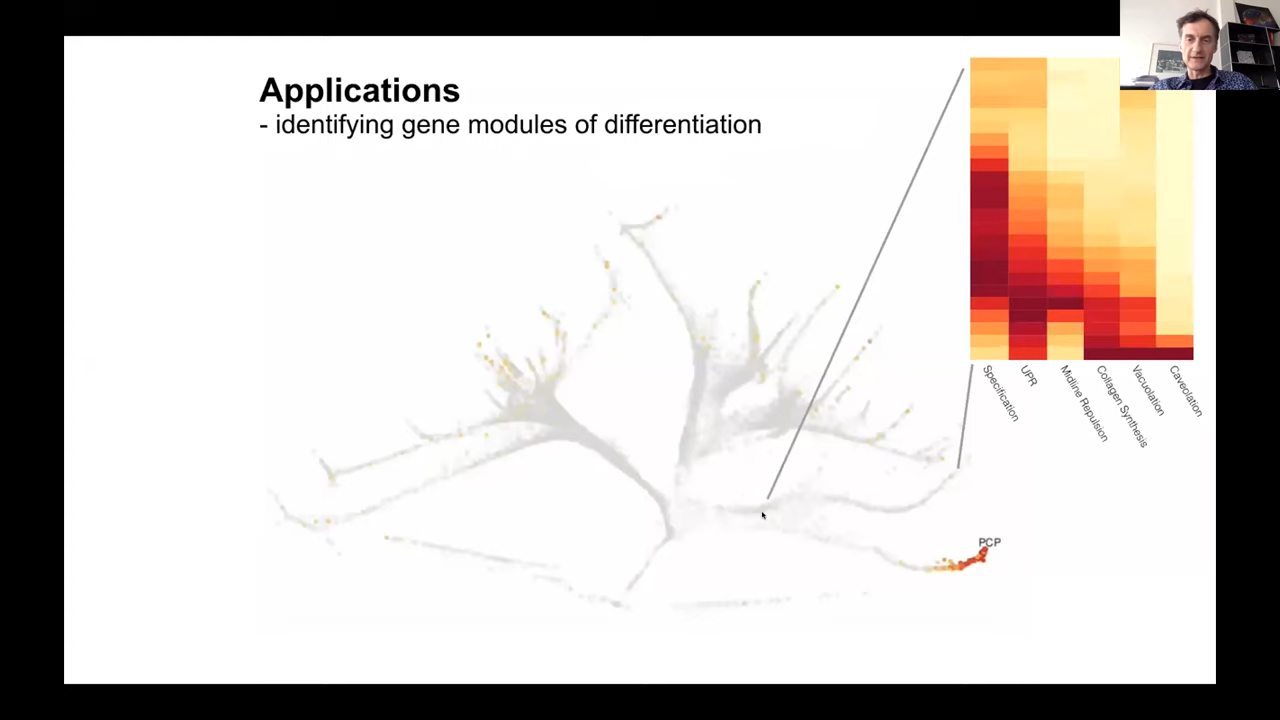 Applications
- identifying gene modules of differentiation
Specification
UPR
Midline Repulsion
Collagen Synthesis
Vacuolation
Caveolation
PCP